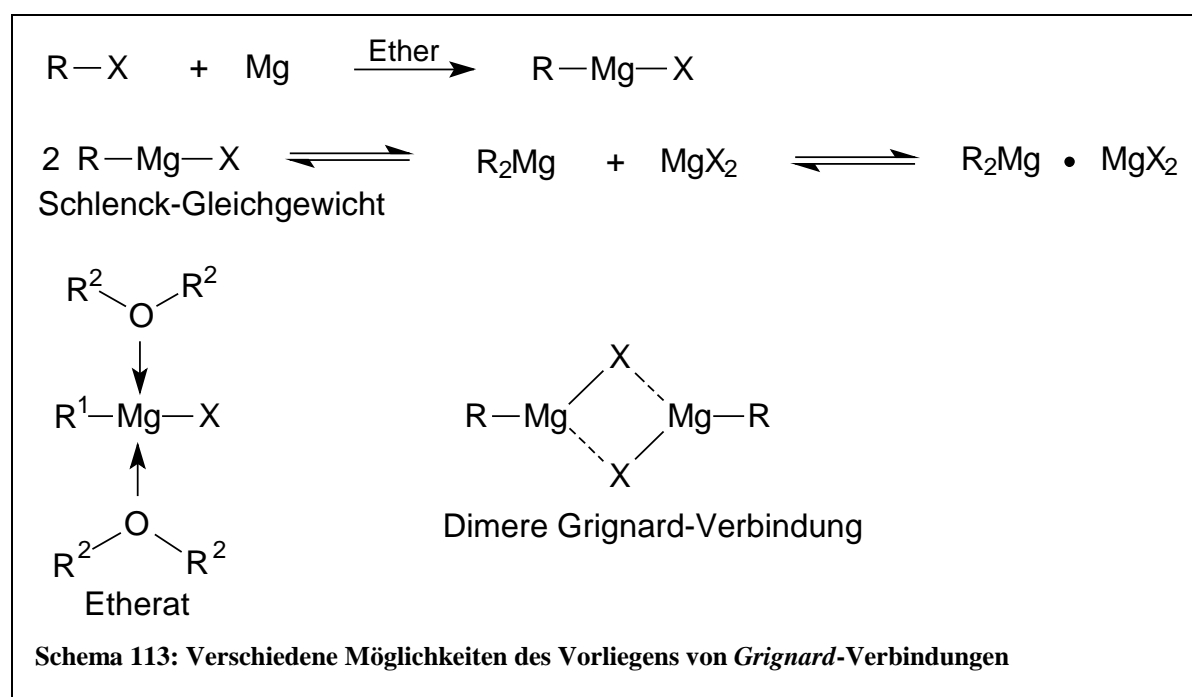 R—X + Mg Ether R—Mg—X
2 R—Mg—X R₂Mg + MgX₂ R₂Mg • MgX₂
Schlenck-Gleichgewicht
R² R²
O
R¹—Mg—X
O
R² R²
Etherat
X
R—Mg Mg—R
X
Dimere Grignard-Verbindung
Schema 113: Verschiedene Möglichkeiten des Vorliegens von Grignard-Verbindungen